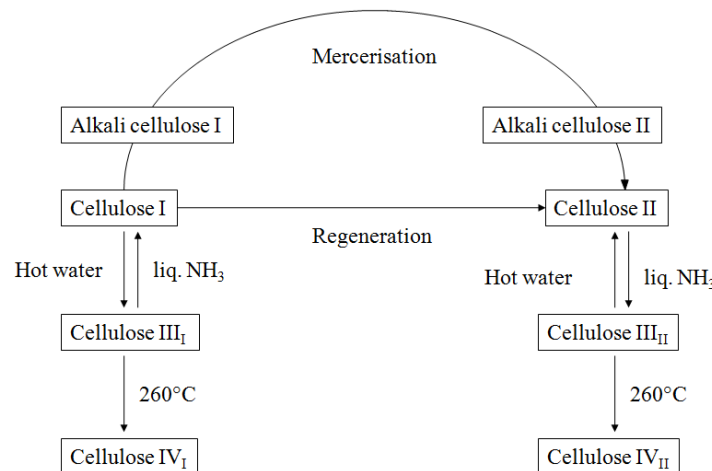 Mercerisation
Alkali cellulose I
Alkali cellulose II
Cellulose I
Cellulose II
Regeneration
Hot water
liq. NH₃
Hot water
liq. NH₃
Cellulose IIII
Cellulose IIIII
260°C
260°C
Cellulose IVI
Cellulose IVII